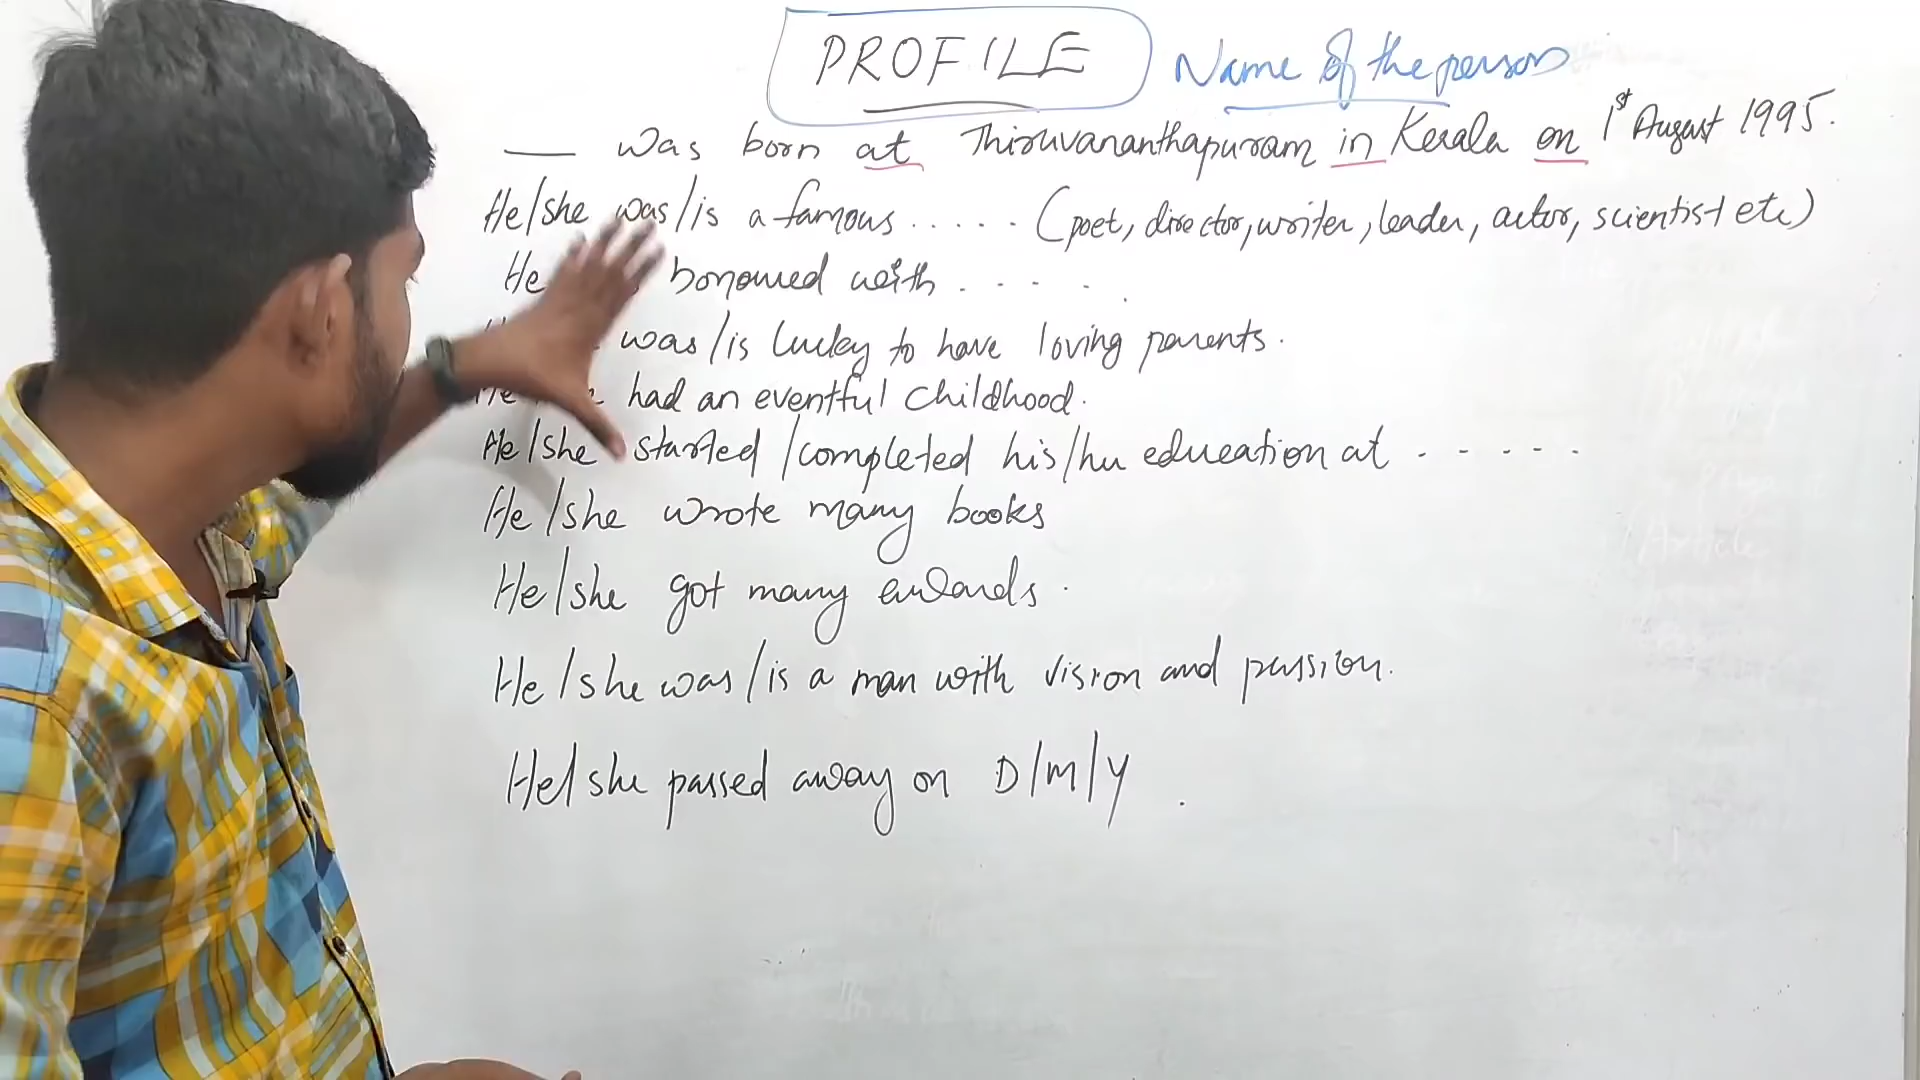 PROFILE Name of the person
___ was born at Thiruvananthapuram in Kerala on 1st August 1995.
He/she was/is a famous ..... (poet, director, writer, leader, actor, scientist etc)
He honoured with .....
was/is lucky to have loving parents.
He had an eventful childhood.
He/she started/completed his/her education at .....
He/she wrote many books
He/she got many awards.
He/she was/is a man with vision and passion.
He/she passed away on D/M/Y.